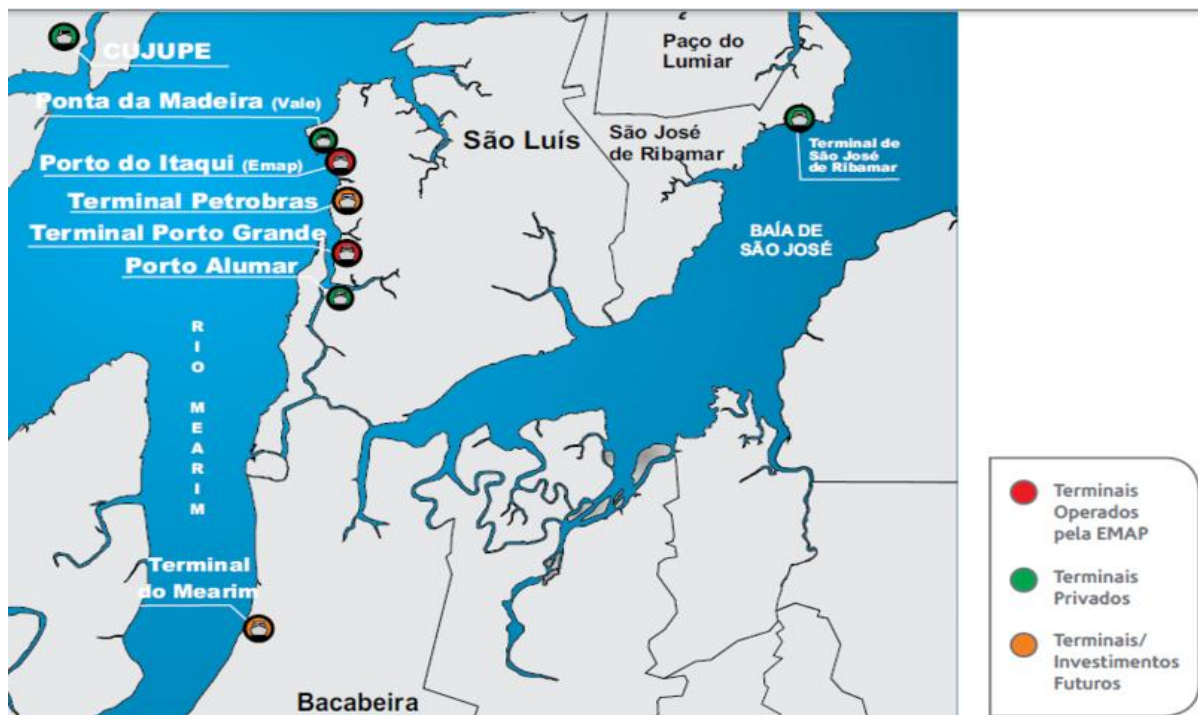 CUJUPE
Ponta da Madeira (Vale)
Porto do Itaqui (Emap)
Terminal Petrobras
Terminal Porto Grande
Porto Alumar
São Luís
Paço do
Lumiar
São José
de Ribamar
Terminal de
São José
de Ribamar
BAÍA DE
SÃO JOSÉ
RIO MEARIM
Terminal
do Mearim
Bacabeira
Terminais
Operados
pela EMAP
Terminais
Privados
Terminais/
Investimentos
Futuros